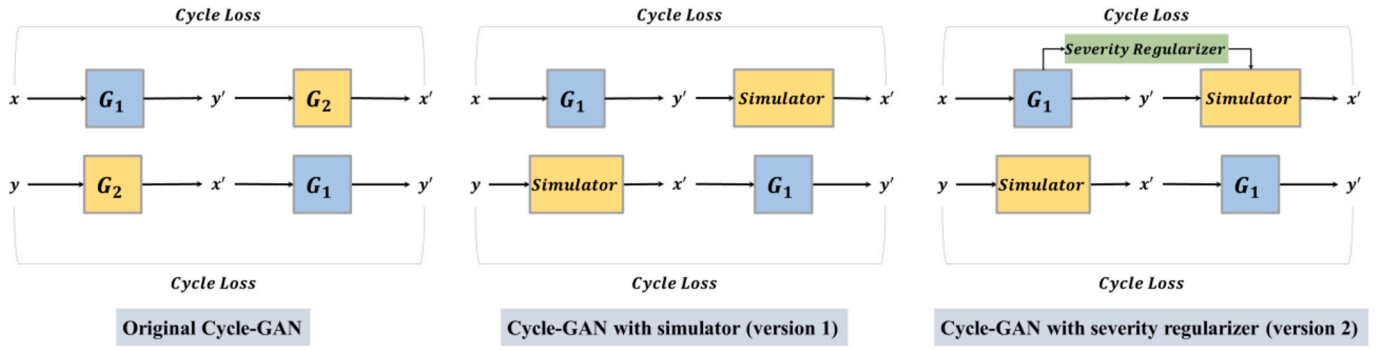 Cycle Loss
x G₁ y′ G₂ x′
y G₂ x′ G₁ y′
Cycle Loss
Original Cycle-GAN
Cycle Loss
x G₁ y′ Simulator x′
y Simulator x′ G₁ y′
Cycle Loss
Cycle-GAN with simulator (version 1)
Cycle Loss
Severity Regularizer
x G₁ y′ Simulator x′
y Simulator x′ G₁ y′
Cycle Loss
Cycle-GAN with severity regularizer (version 2)